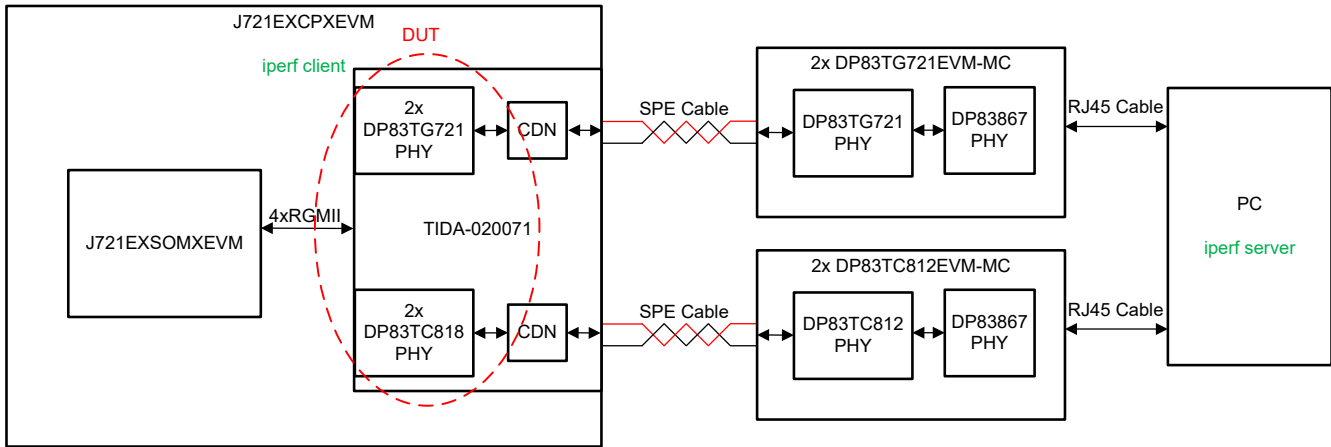 J721EXCPXEVM
DUT
iperf client
2x
DP83TG721
PHY
CDN
J721EXSOMXEVM
4xRGMII
TIDA-020071
2x
DP83TC818
PHY
CDN
SPE Cable
2x DP83TG721EVM-MC
DP83TG721
PHY
DP83867
PHY
RJ45 Cable
SPE Cable
2x DP83TC812EVM-MC
DP83TC812
PHY
DP83867
PHY
RJ45 Cable
PC
iperf server